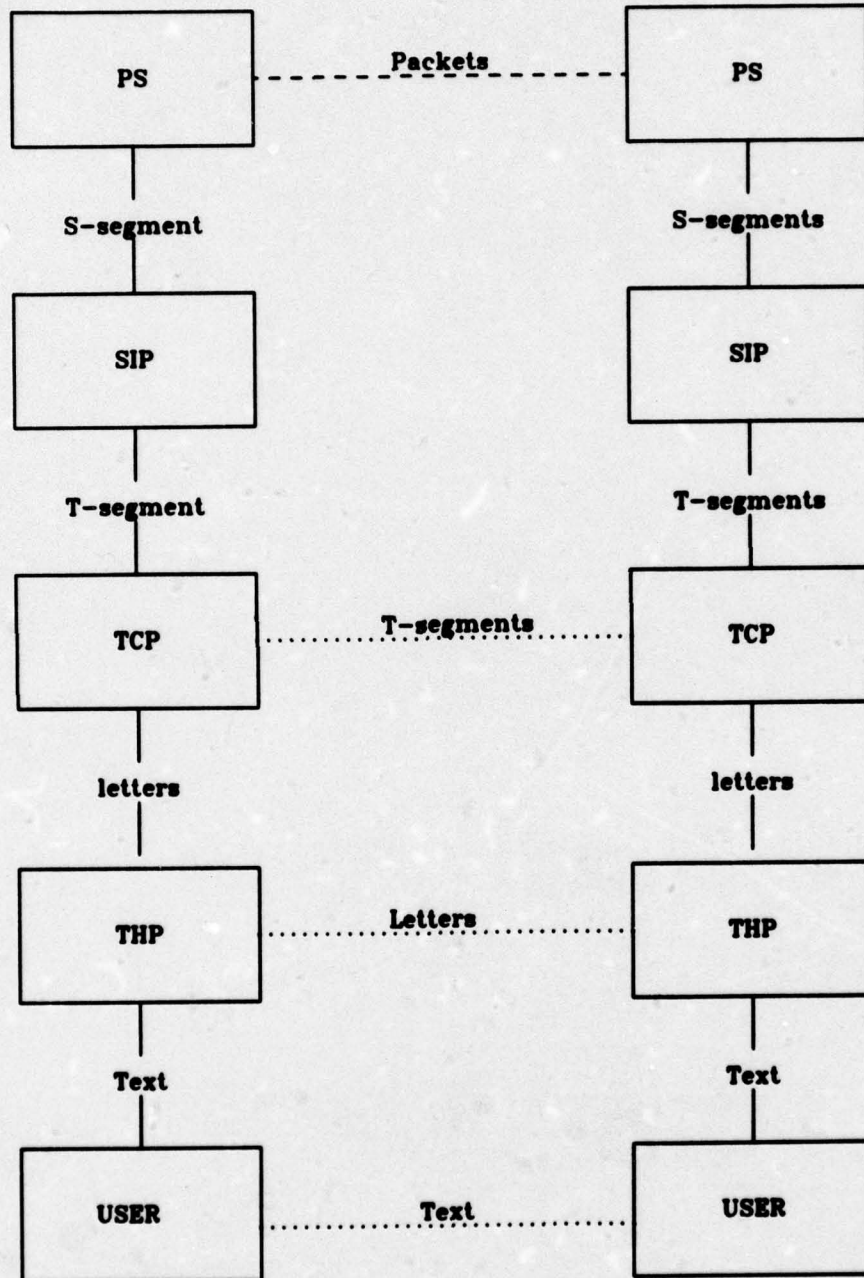 PS Packets PS
S-segment S-segments
SIP SIP
T-segment T-segments
TCP T-segments TCP
letters letters
THP Letters THP
Text Text
USER Text USER